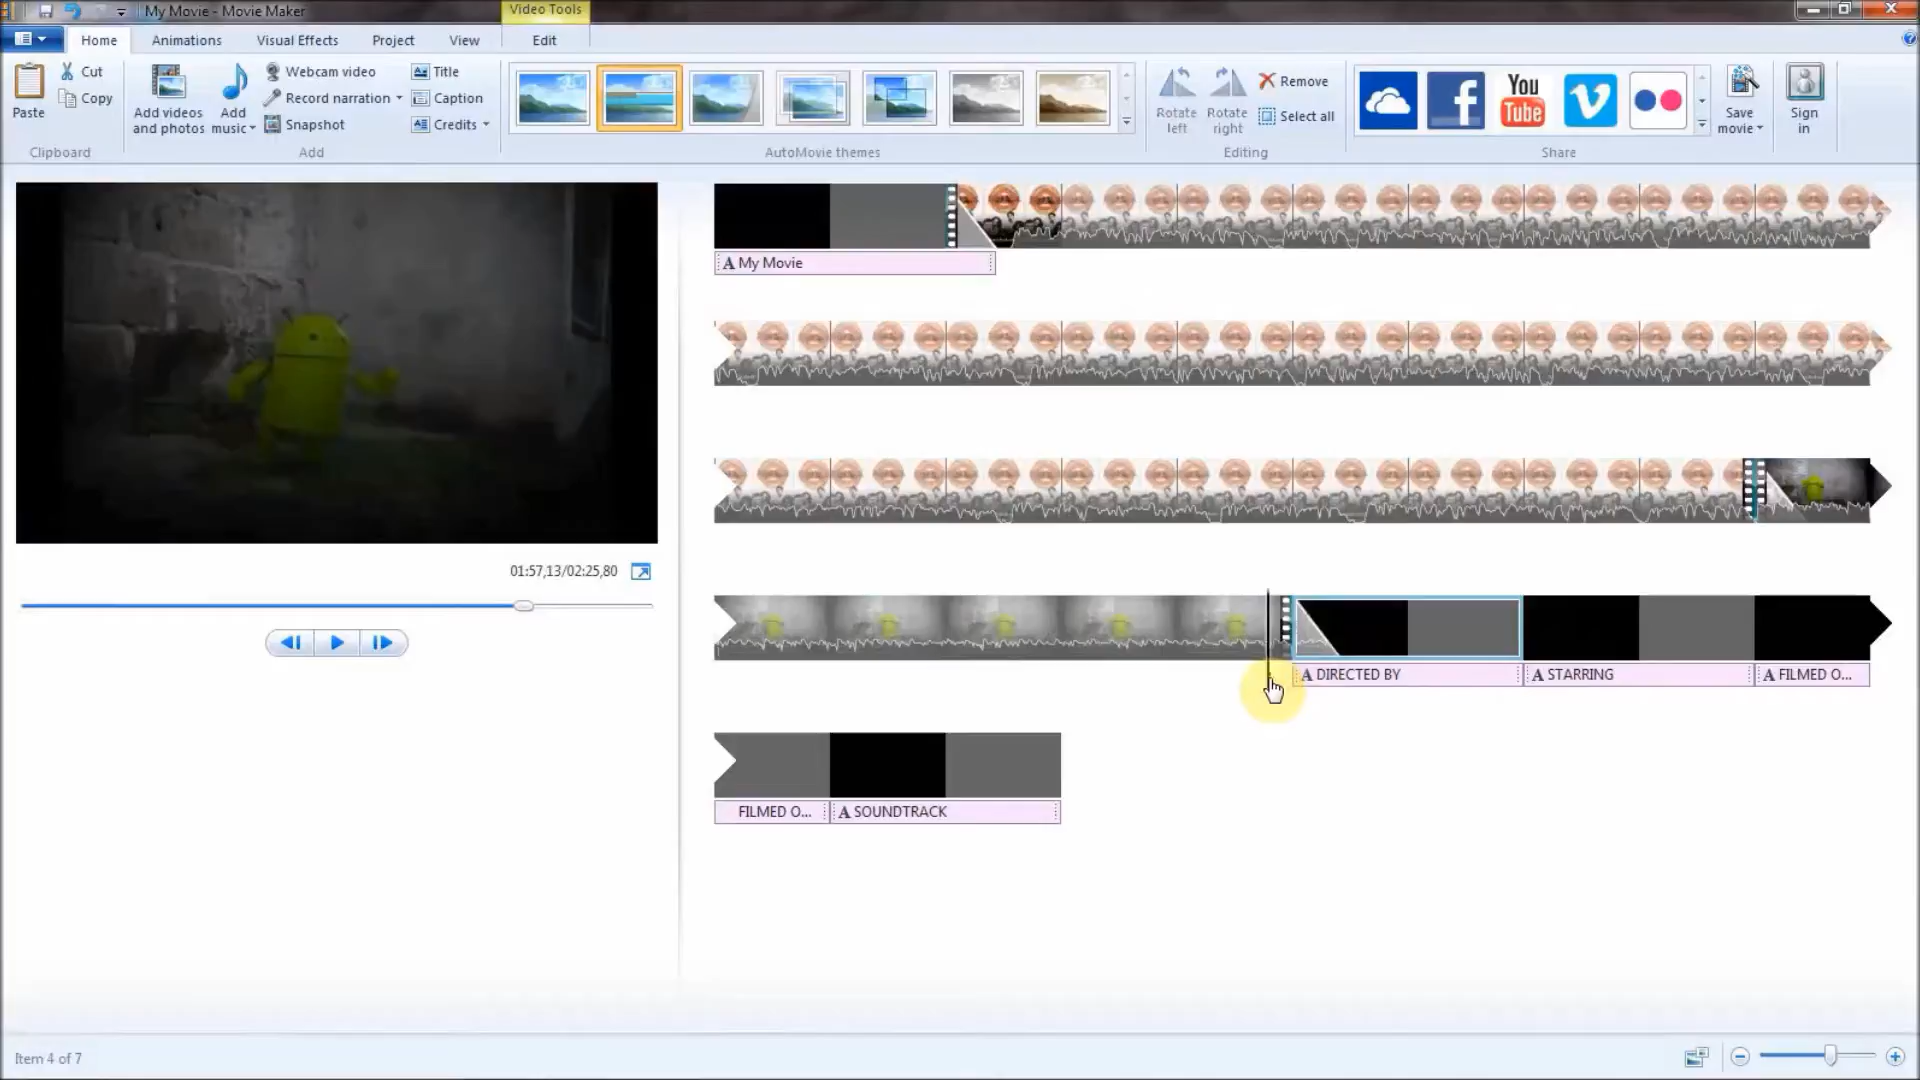 My Movie - Movie Maker
Video Tools
Home
Animations
Visual Effects
Project
View
Edit
Paste
Cut
Copy
Clipboard
Add videos
and photos
Add
music
Webcam video
Record narration
Snapshot
Title
Caption
Credits
Add
AutoMovie themes
Rotate
left
Rotate
right
Remove
Select all
Editing
f
You
Tube
V
Share
Save
movie
Sign
in
01:57,13/02:25,80
A My Movie
A DIRECTED BY
A STARRING
A FILMED O...
FILMED O...
A SOUNDTRACK
Item 4 of 7